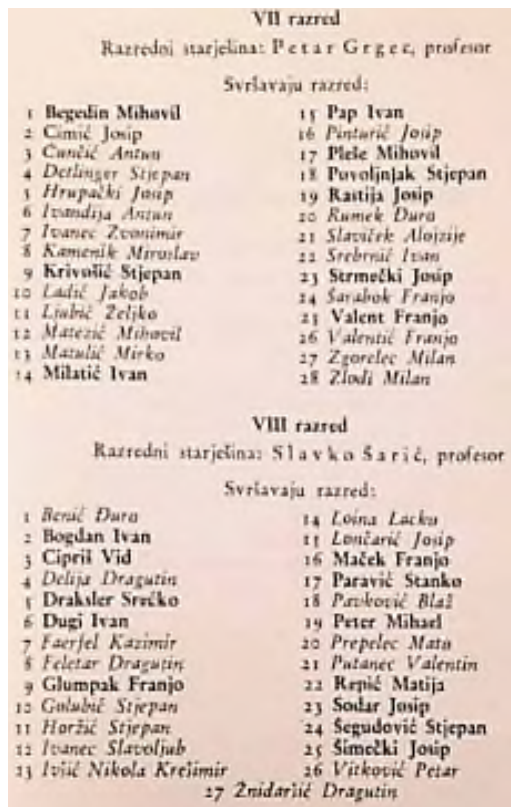 VII razred
Razredni starješina: Petar Grgec, profesor
Svršavaju razred:
1 Begedin Mihovil
2 Cimić Josip
3 Čunčić Antun
4 Detlinger Stjepan
5 Hrupački Josip
6 Ivandija Antun
7 Ivanec Zvonimir
8 Kamenik Miroslav
9 Krivošić Stjepan
10 Ladić Jakob
11 Ljubić Željko
12 Matezić Mihovil
13 Matulić Mirko
14 Milatić Ivan
15 Pap Ivan
16 Pinturić Josip
17 Pleše Mihovil
18 Povoljnjak Stjepan
19 Rastija Josip
20 Rumek Đuro
21 Slaviček Alojzije
22 Srebrnić Ivan
23 Strmečki Josip
24 Šarabok Franjo
25 Valent Franjo
26 Valentić Franjo
27 Zgorelec Milan
28 Zlodi Milan
VIII razred
Razredni starješina: Slavko Šarić, profesor
Svršavaju razred:
1 Benić Đuro
2 Bogdan Ivan
3 Cipriš Vid
4 Delija Dragutin
5 Draksler Srećko
6 Dugi Ivan
7 Faerfel Kazimir
8 Feletar Dragutin
9 Glumpak Franjo
10 Golubić Stjepan
11 Horžić Stjepan
12 Ivanec Slavoljub
13 Ivšić Nikola Krešimir
14 Loina Lacko
15 Lončarić Josip
16 Maček Franjo
17 Paravić Stanko
18 Pavković Blaž
19 Peter Mihael
20 Prepelec Mato
21 Putanec Valentin
22 Repić Matija
23 Sodar Josip
24 Šegudović Stjepan
25 Šimečki Josip
26 Vitković Petar
27 Žnidaršić Dragutin